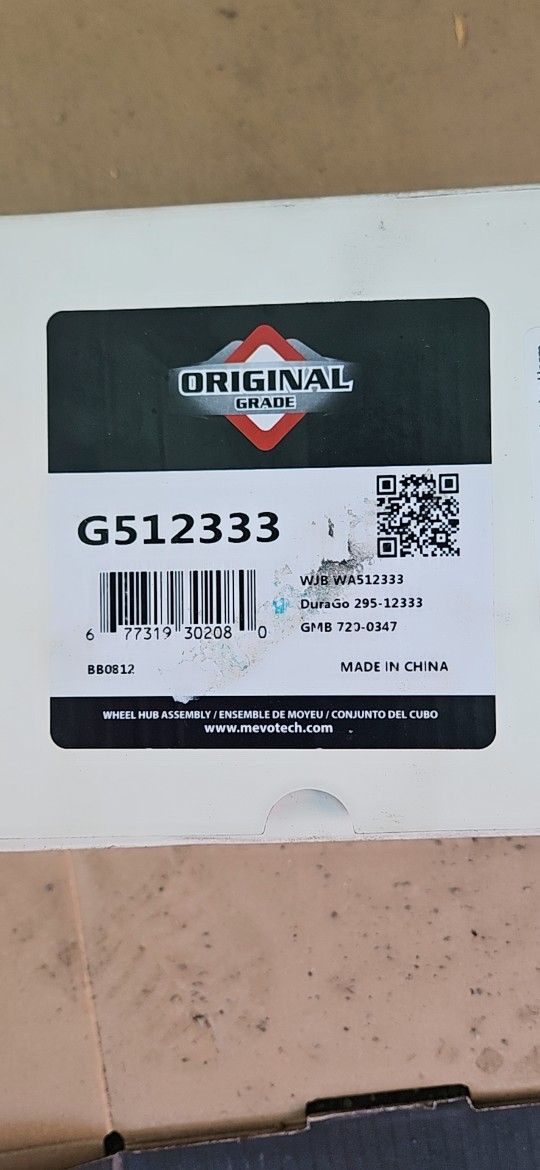 ORIGINAL
GRADE
G512333
WJB WA512333
DuraGo 295-12333
GMB 720-0347
6 77319 30208 0
BB0812
MADE IN CHINA
WHEEL HUB ASSEMBLY / ENSEMBLE DE MOYEU / CONJUNTO DEL CUBO
www.mevotech.com